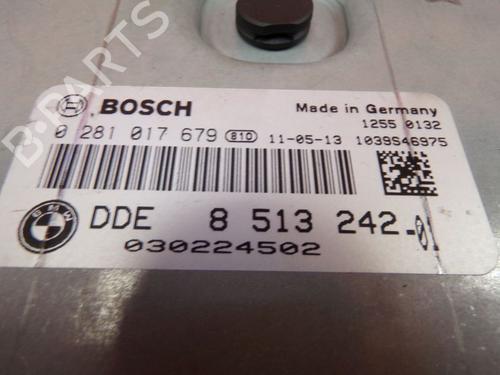 B-PARTS
BOSCH
Made in Germany
1255 0132
0 281 017 679 810 11-05-13 1039S46975
BMW
DDE 8 513 242
030224502